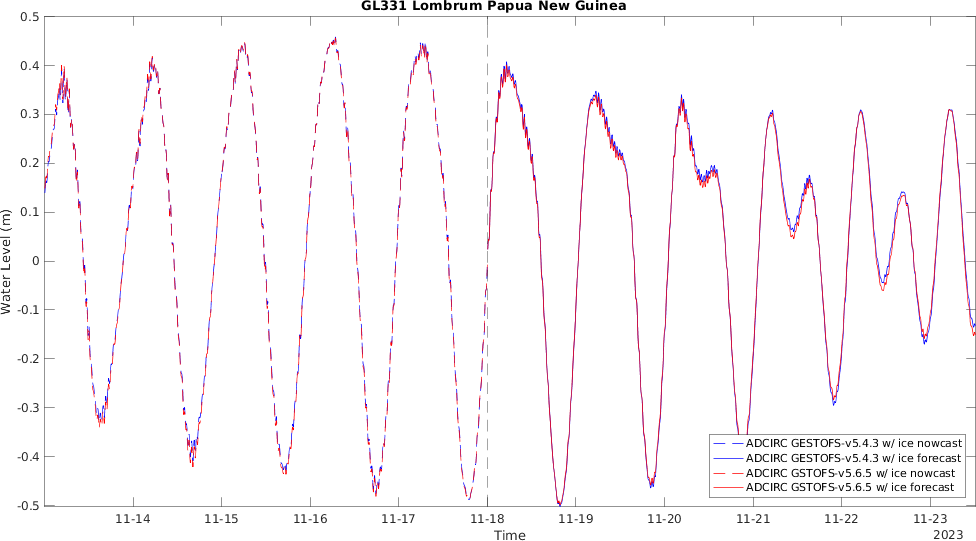 GL331 Lombrum Papua New Guinea
0.5
0.4
0.3
0.2
0.1
0
-0.1
-0.2
-0.3
-0.4
-0.5
Water Level (m)
ADCIRC GESTOFS-v5.4.3 w/ ice nowcast
ADCIRC GESTOFS-v5.4.3 w/ ice forecast
ADCIRC GSTOFS-v5.6.5 w/ ice nowcast
ADCIRC GSTOFS-v5.6.5 w/ ice forecast
11-14 11-15 11-16 11-17 11-18 11-19 11-20 11-21 11-22 11-23
Time
2023